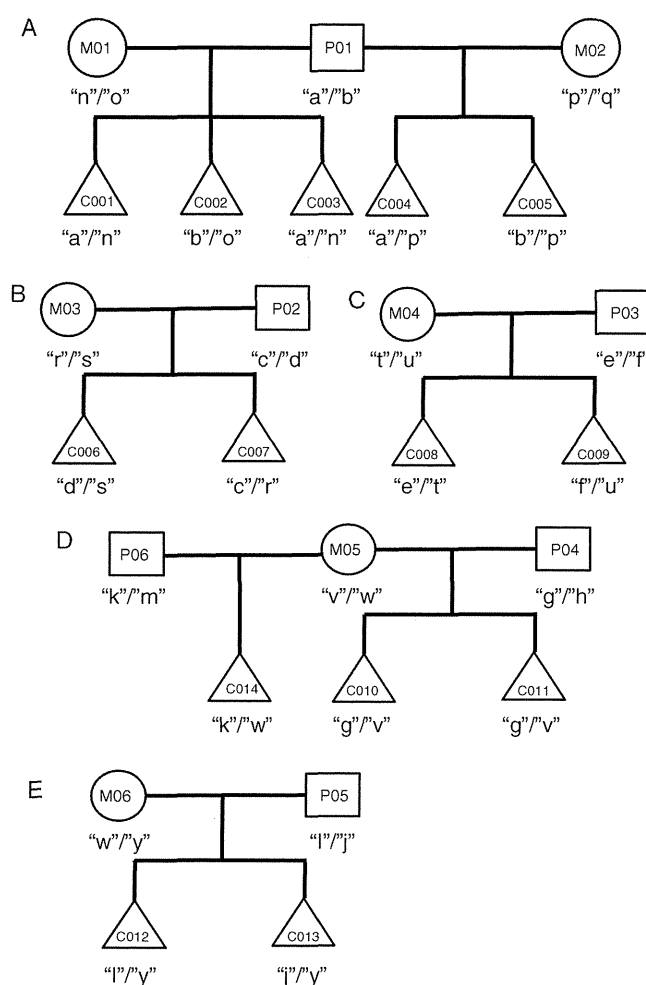 A
M01 P01 M02
“n”/”o” “a”/”b” “p”/”q”
C001 C002 C003 C004 C005
“a”/”n” “b”/”o” “a”/”n” “a”/”p” “b”/”p”
B C
M03 P02 M04 P03
“r”/”s” “c”/”d” “t”/”u” “e”/”f”
C006 C007 C008 C009
“d”/”s” “c”/”r” “e”/”t” “f”/”u”
D
P06 M05 P04
“k”/”m” “v”/”w” “g”/”h”
C014 C010 C011
“k”/”w” “g”/”v” “g”/”v”
E
M06 P05
“w”/”y” “l”/”j”
C012 C013
“l”/”y” “j”/”y”